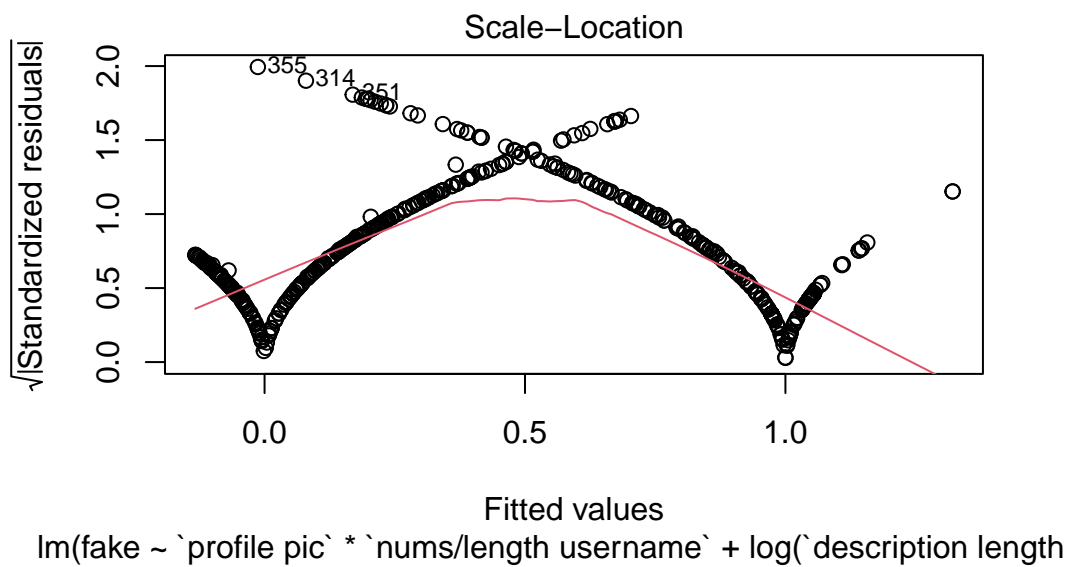 Scale−Location
√|Standardized residuals|
2.0
1.5
1.0
0.5
0.0
355
314
351
0.0 0.5 1.0
Fitted values
lm(fake ~ `profile pic` * `nums/length username` + log(`description length